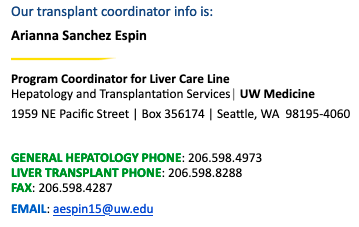 Our transplant coordinator info is:
Arianna Sanchez Espin
Program Coordinator for Liver Care Line
Hepatology and Transplantation Services| UW Medicine
1959 NE Pacific Street | Box 356174 | Seattle, WA  98195-4060
GENERAL HEPATOLOGY PHONE: 206.598.4973
LIVER TRANSPLANT PHONE: 206.598.8288
FAX: 206.598.4287
EMAIL: aespin15@uw.edu